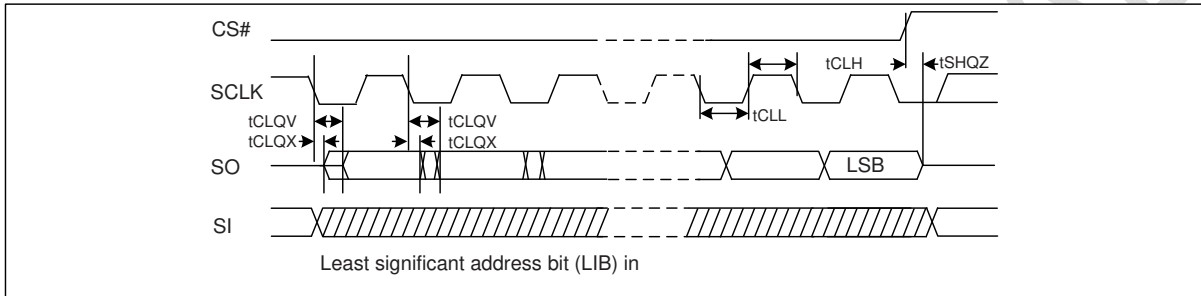 CS#
tCLH
tSHQZ
SCLK
tCLL
tCLQV
tCLQV
tCLQX
tCLQX
SO
LSB
SI
Least significant address bit (LIB) in